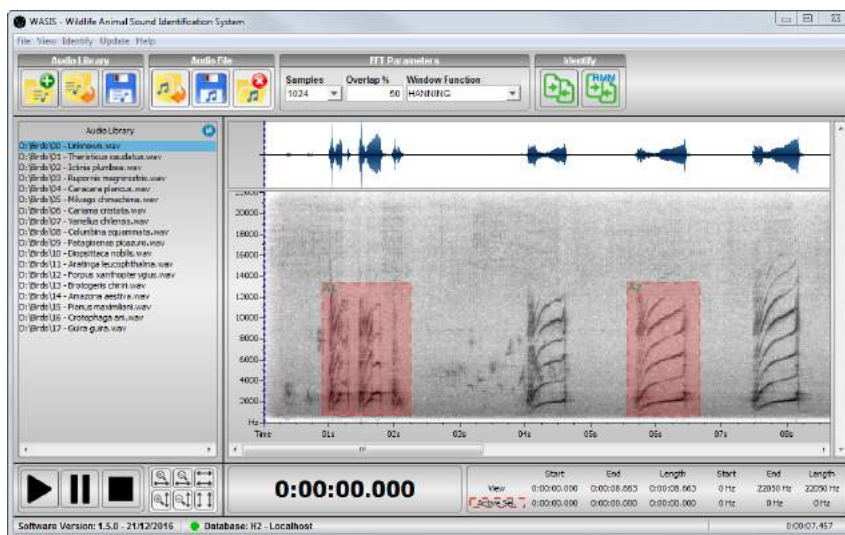 WASIS - Wildlife Animal Sound Identification System
File View Identify Update Help
Audio Library Audio File FFT Parameters Identify
Samples Overlap % Window Function
1024 50 HANNING
HMM
Audio Library
D:\Birds\00 - Unknown.wav
D:\Birds\01 - Theristicus caudatus.wav
D:\Birds\02 - Ictinia plumbea.wav
D:\Birds\03 - Rupornis magnirostris.wav
D:\Birds\04 - Caracara plancus.wav
D:\Birds\05 - Milvago chimachima.wav
D:\Birds\06 - Cariama cristata.wav
D:\Birds\07 - Vanellus chilensis.wav
D:\Birds\08 - Columbina squammata.wav
D:\Birds\09 - Patagioenas picazuro.wav
D:\Birds\10 - Diopsittaca nobilis.wav
D:\Birds\11 - Aratinga leucophthalma.wav
D:\Birds\12 - Forpus xanthopterygius.wav
D:\Birds\13 - Brotogeris chiriri.wav
D:\Birds\14 - Amazona aestiva.wav
D:\Birds\15 - Pionus maximiliani.wav
D:\Birds\16 - Crotophaga ani.wav
D:\Birds\17 - Guira guira.wav
22000
20000
18000
16000
14000
12000
10000
8000
6000
4000
2000
Hz
Time 01s 02s 03s 04s 05s 06s 07s 08s
0:00:00.000
Start End Length Start End Length
View 0:00:00.000 0:00:08.663 0:00:08.663 0 Hz 22050 Hz 22050 Hz
Active Sel. 0:00:00.000 0:00:00.000 0:00:00.000 0 Hz 0 Hz 0 Hz
Software Version: 1.5.0 - 21/12/2016 Database: H2 - Localhost 0:00:07.457